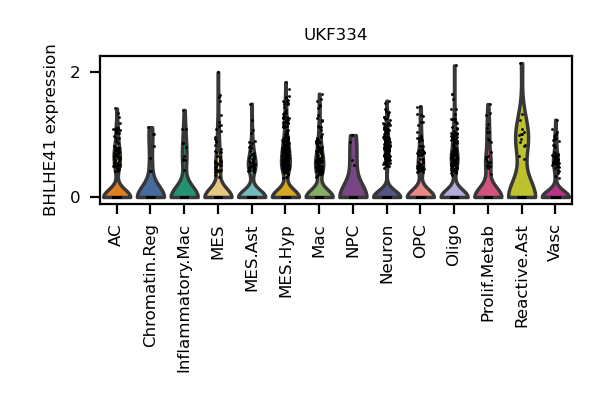 UKF334
BHLHE41 expression
2
0
AC
Chromatin.Reg
Inflammatory.Mac
MES
MES.Ast
MES.Hyp
Mac
NPC
Neuron
OPC
Oligo
Prolif.Metab
Reactive.Ast
Vasc